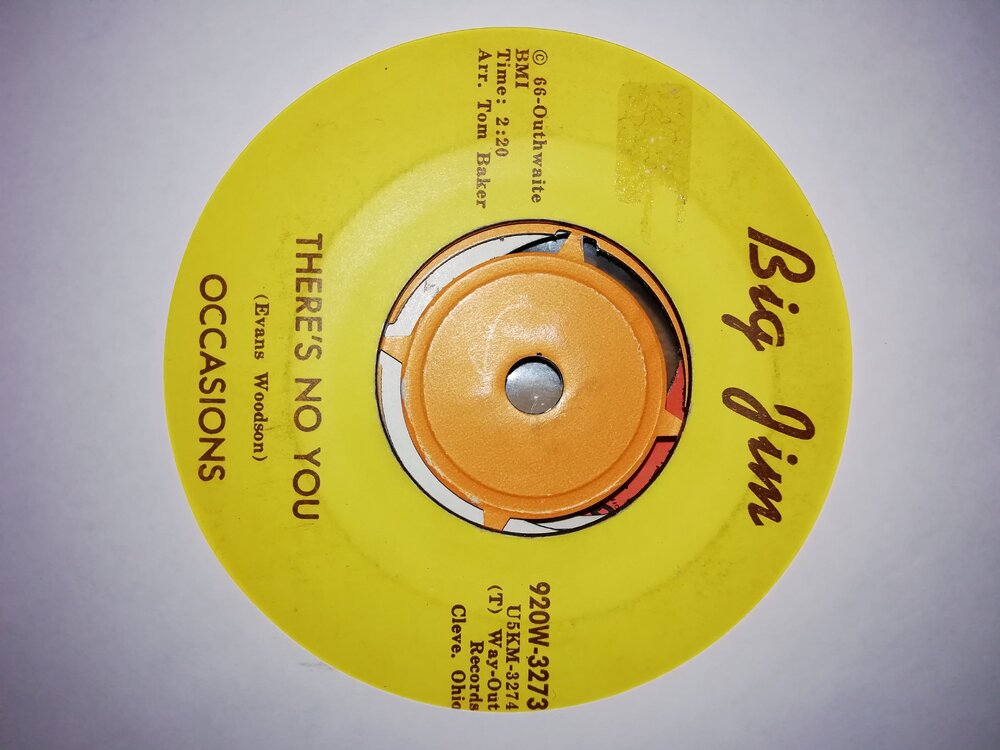 Big Jim
© 66-Outhwaite
BMI
Time: 2:20
Arr. Tom Baker
920W-3273
U5KM-3274
(T) Way-Out
Records
Cleve. Ohio
THERE'S NO YOU
(Evans Woodson)
OCCASIONS